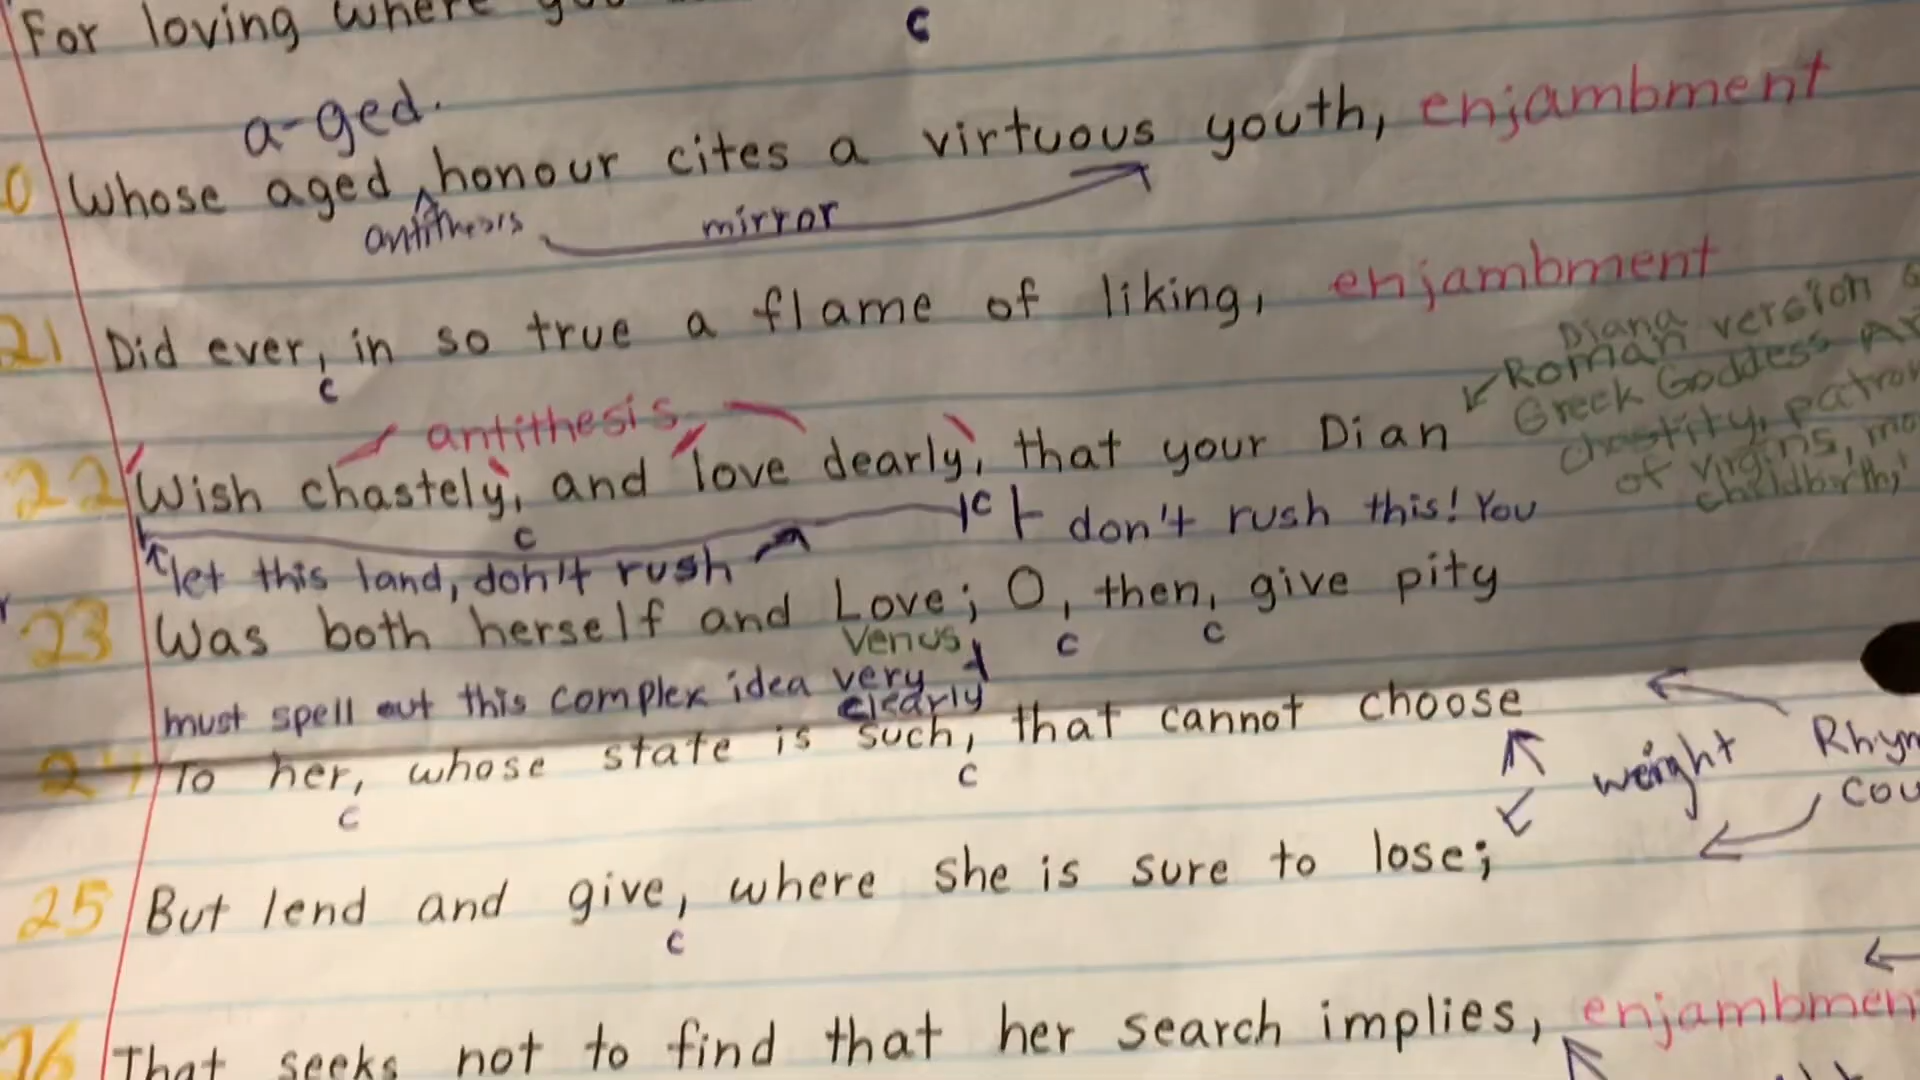 For loving where
c
a-ged.
0 Whose aged honour cites a virtuous youth, enjambment
antithesis mirror
21 Did ever, in so true a flame of liking, enjambment
c
Diana
Roman version
Greek Goddess
chastity, patron
of virgins,
childbirth,
antithesis
22 Wish chastely, and love dearly, that your Dian
c c don't rush this! You
let this land, don't rush
23 Was both herself and Love; O, then, give pity
Venus c c
must spell out this complex idea very clearly
24 To her, whose state is such, that cannot choose
c c
weight
25 But lend and give, where she is sure to lose;
c
26 That seeks not to find that her search implies, enjambmen